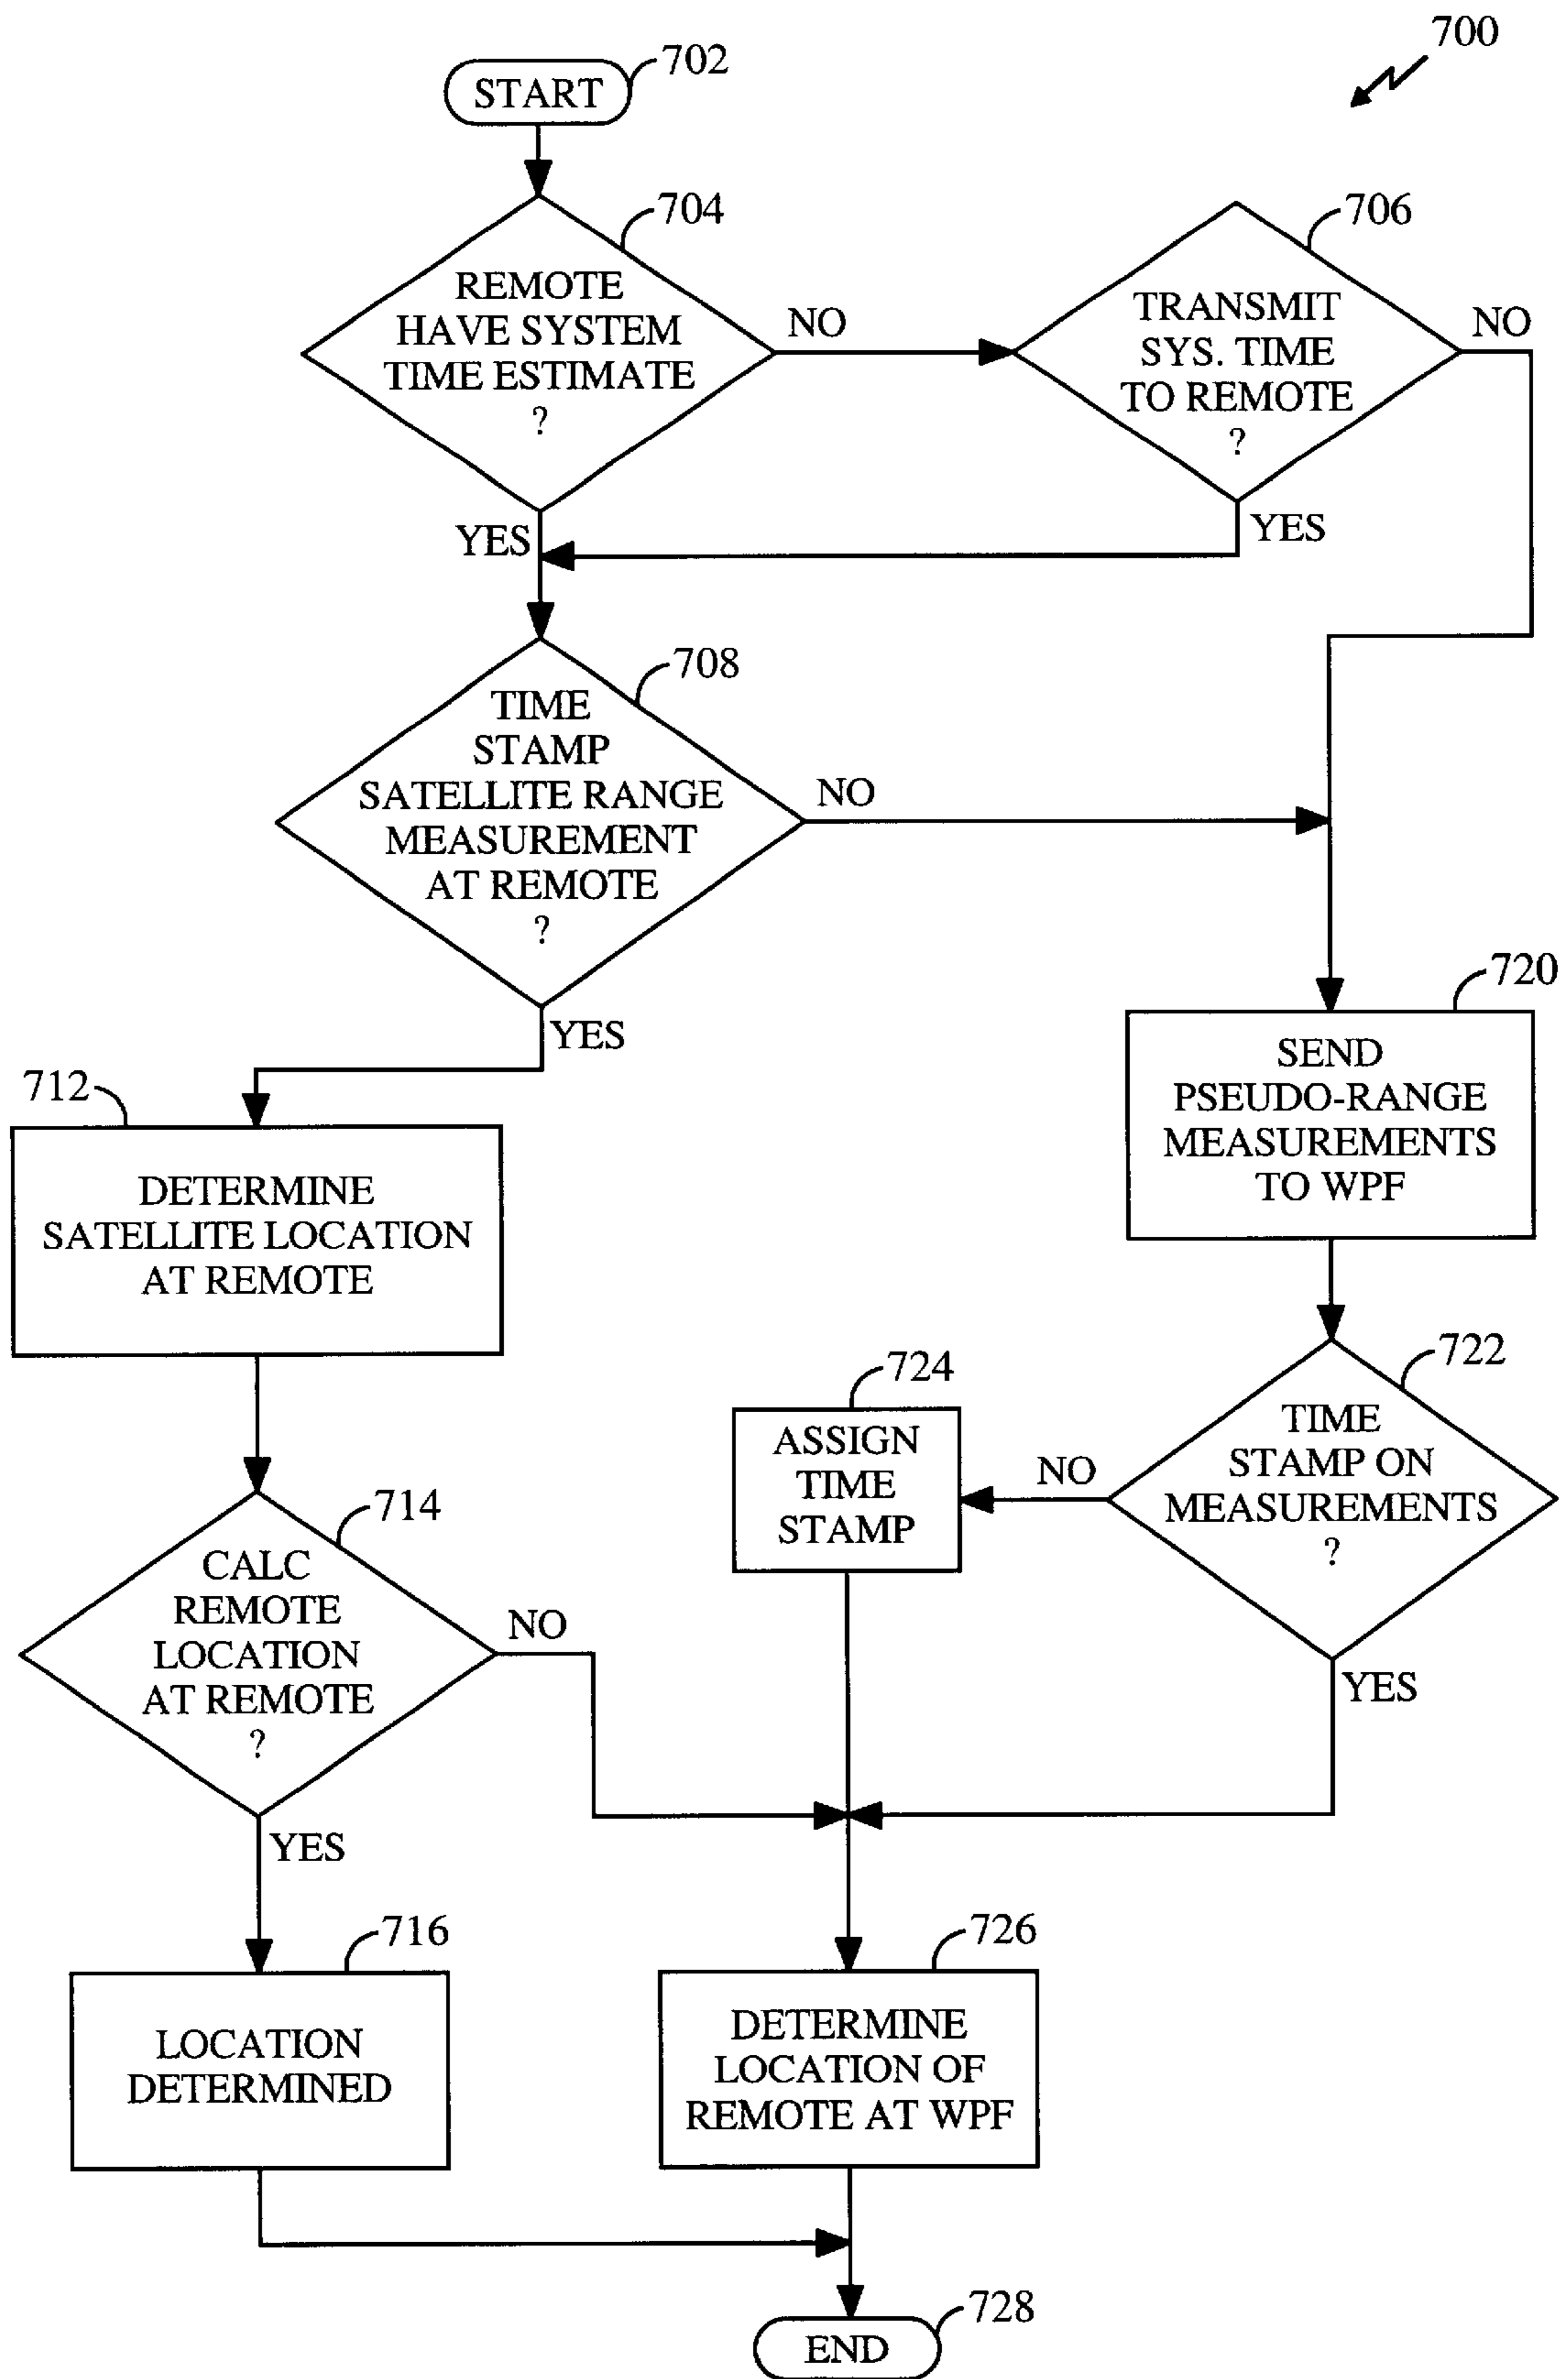 700
START
702
REMOTE
HAVE SYSTEM
TIME ESTIMATE
?
704
NO
YES
TRANSMIT
SYS. TIME
TO REMOTE
?
706
NO
YES
TIME
STAMP
SATELLITE RANGE
MEASUREMENT
AT REMOTE
?
708
NO
YES
712
DETERMINE
SATELLITE LOCATION
AT REMOTE
720
SEND
PSEUDO-RANGE
MEASUREMENTS
TO WPF
722
TIME
STAMP ON
MEASUREMENTS
?
NO
YES
724
ASSIGN
TIME
STAMP
714
CALC
REMOTE
LOCATION
AT REMOTE
?
NO
YES
716
LOCATION
DETERMINED
726
DETERMINE
LOCATION OF
REMOTE AT WPF
728
END